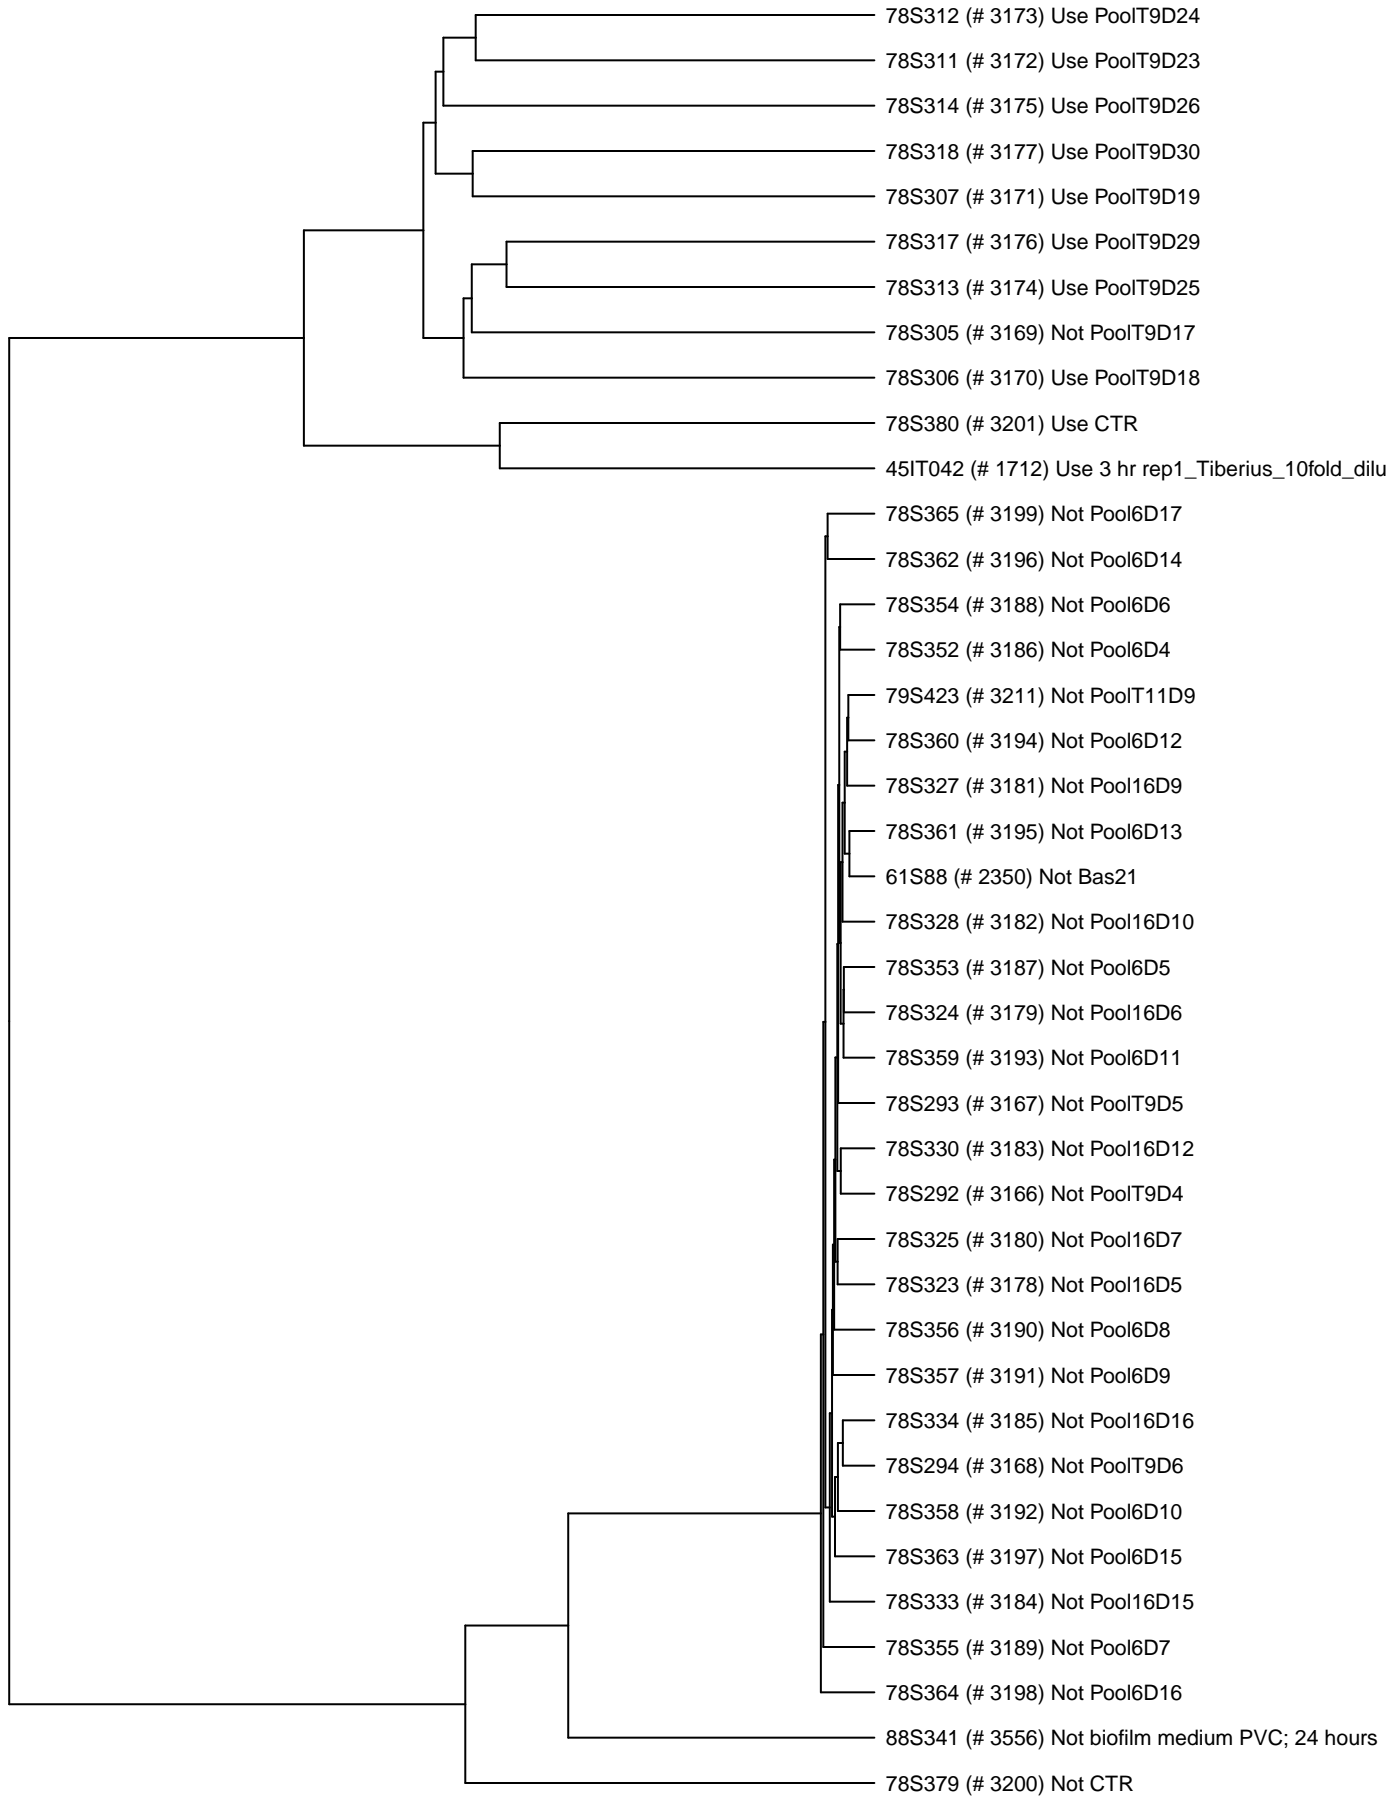 78S312 (# 3173) Use PoolT9D24
78S311 (# 3172) Use PoolT9D23
78S314 (# 3175) Use PoolT9D26
78S318 (# 3177) Use PoolT9D30
78S307 (# 3171) Use PoolT9D19
78S317 (# 3176) Use PoolT9D29
78S313 (# 3174) Use PoolT9D25
78S305 (# 3169) Not PoolT9D17
78S306 (# 3170) Use PoolT9D18
78S380 (# 3201) Use CTR
45IT042 (# 1712) Use 3 hr rep1_Tiberius_10fold_dilu
78S365 (# 3199) Not Pool6D17
78S362 (# 3196) Not Pool6D14
78S354 (# 3188) Not Pool6D6
78S352 (# 3186) Not Pool6D4
79S423 (# 3211) Not PoolT11D9
78S360 (# 3194) Not Pool6D12
78S327 (# 3181) Not Pool16D9
78S361 (# 3195) Not Pool6D13
61S88 (# 2350) Not Bas21
78S328 (# 3182) Not Pool16D10
78S353 (# 3187) Not Pool6D5
78S324 (# 3179) Not Pool16D6
78S359 (# 3193) Not Pool6D11
78S293 (# 3167) Not PoolT9D5
78S330 (# 3183) Not Pool16D12
78S292 (# 3166) Not PoolT9D4
78S325 (# 3180) Not Pool16D7
78S323 (# 3178) Not Pool16D5
78S356 (# 3190) Not Pool6D8
78S357 (# 3191) Not Pool6D9
78S334 (# 3185) Not Pool16D16
78S294 (# 3168) Not PoolT9D6
78S358 (# 3192) Not Pool6D10
78S363 (# 3197) Not Pool6D15
78S333 (# 3184) Not Pool16D15
78S355 (# 3189) Not Pool6D7
78S364 (# 3198) Not Pool6D16
88S341 (# 3556) Not biofilm medium PVC; 24 hours
78S379 (# 3200) Not CTR